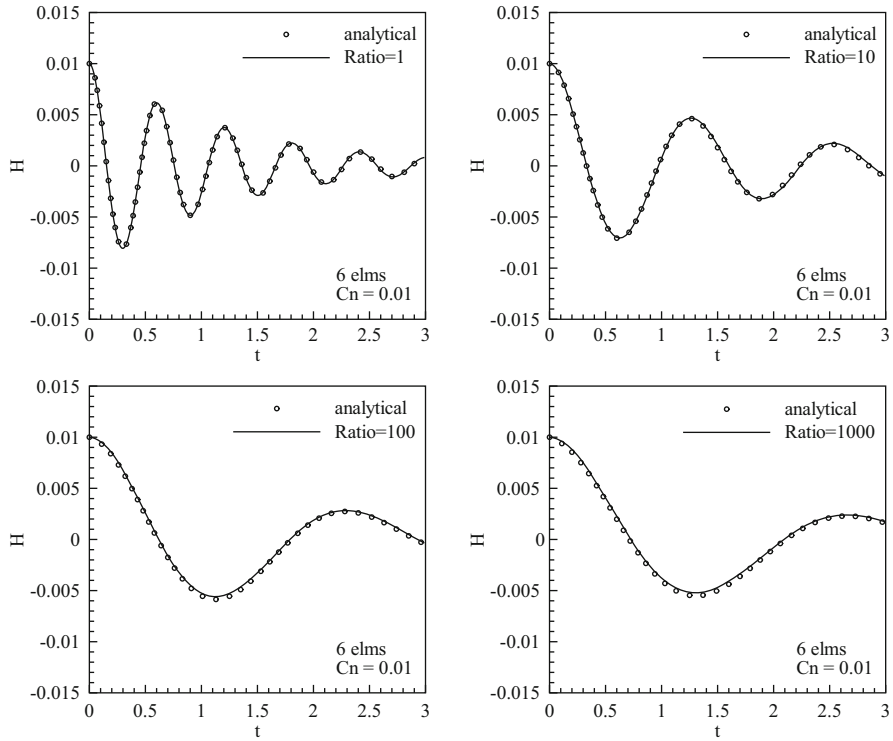 0.015
analytical
Ratio=1
0.01
0.005
H
0
-0.005
-0.01
6 elms
Cn = 0.01
-0.015
0 0.5 1 1.5 2 2.5 3
t
0.015
analytical
Ratio=10
0.01
0.005
H
0
-0.005
-0.01
6 elms
Cn = 0.01
-0.015
0 0.5 1 1.5 2 2.5 3
t
0.015
analytical
Ratio=100
0.01
0.005
H
0
-0.005
-0.01
6 elms
Cn = 0.01
-0.015
0 0.5 1 1.5 2 2.5 3
t
0.015
analytical
Ratio=1000
0.01
0.005
H
0
-0.005
-0.01
6 elms
Cn = 0.01
-0.015
0 0.5 1 1.5 2 2.5 3
t